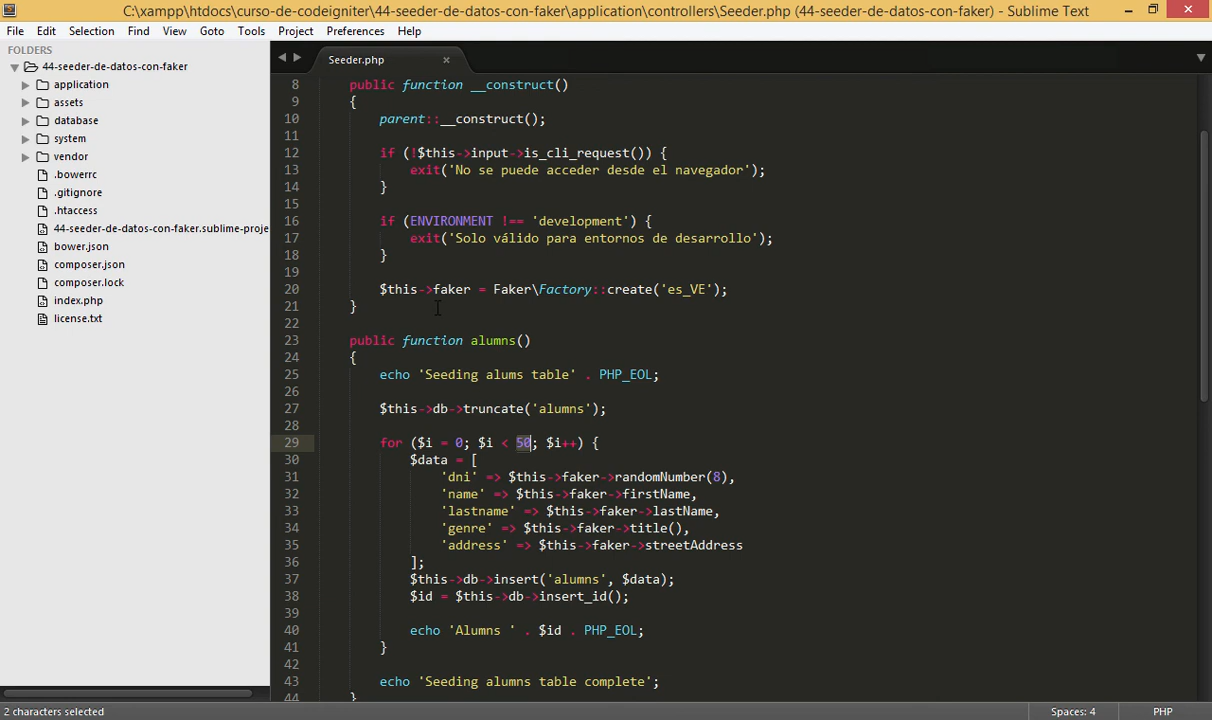 C:\xampp\htdocs\curso-de-codeigniter\44-seeder-de-datos-con-faker\application\controllers\Seeder.php (44-seeder-de-datos-con-faker) - Sublime Text
File Edit Selection Find View Goto Tools Project Preferences Help
FOLDERS
44-seeder-de-datos-con-faker
application
assets
database
system
vendor
.bowerrc
.gitignore
.htaccess
44-seeder-de-datos-con-faker.sublime-proje
bower.json
composer.json
composer.lock
index.php
license.txt
Seeder.php
8 public function __construct()
9 {
10 parent::__construct();
11
12 if (!$this->input->is_cli_request()) {
13 exit('No se puede acceder desde el navegador');
14 }
15
16 if (ENVIRONMENT !== 'development') {
17 exit('Solo válido para entornos de desarrollo');
18 }
19
20 $this->faker = Faker\Factory::create('es_VE');
21 }
22
23 public function alumns()
24 {
25 echo 'Seeding alums table' . PHP_EOL;
26
27 $this->db->truncate('alumns');
28
29 for ($i = 0; $i < 50; $i++) {
30 $data = [
31 'dni' => $this->faker->randomNumber(8),
32 'name' => $this->faker->firstName,
33 'lastname' => $this->faker->lastName,
34 'genre' => $this->faker->title(),
35 'address' => $this->faker->streetAddress
36 ];
37 $this->db->insert('alumns', $data);
38 $id = $this->db->insert_id();
39
40 echo 'Alumns ' . $id . PHP_EOL;
41 }
42
43 echo 'Seeding alumns table complete';
44 }
2 characters selected
Spaces: 4
PHP